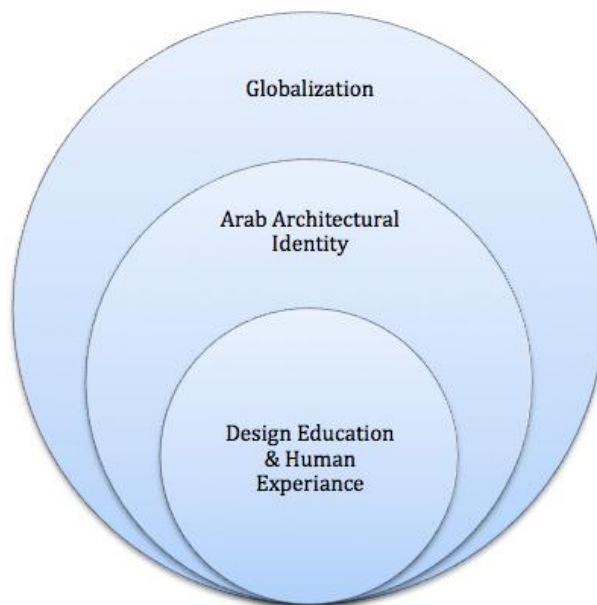 Globalization
Arab Architectural
Identity
Design Education
& Human
Experiance